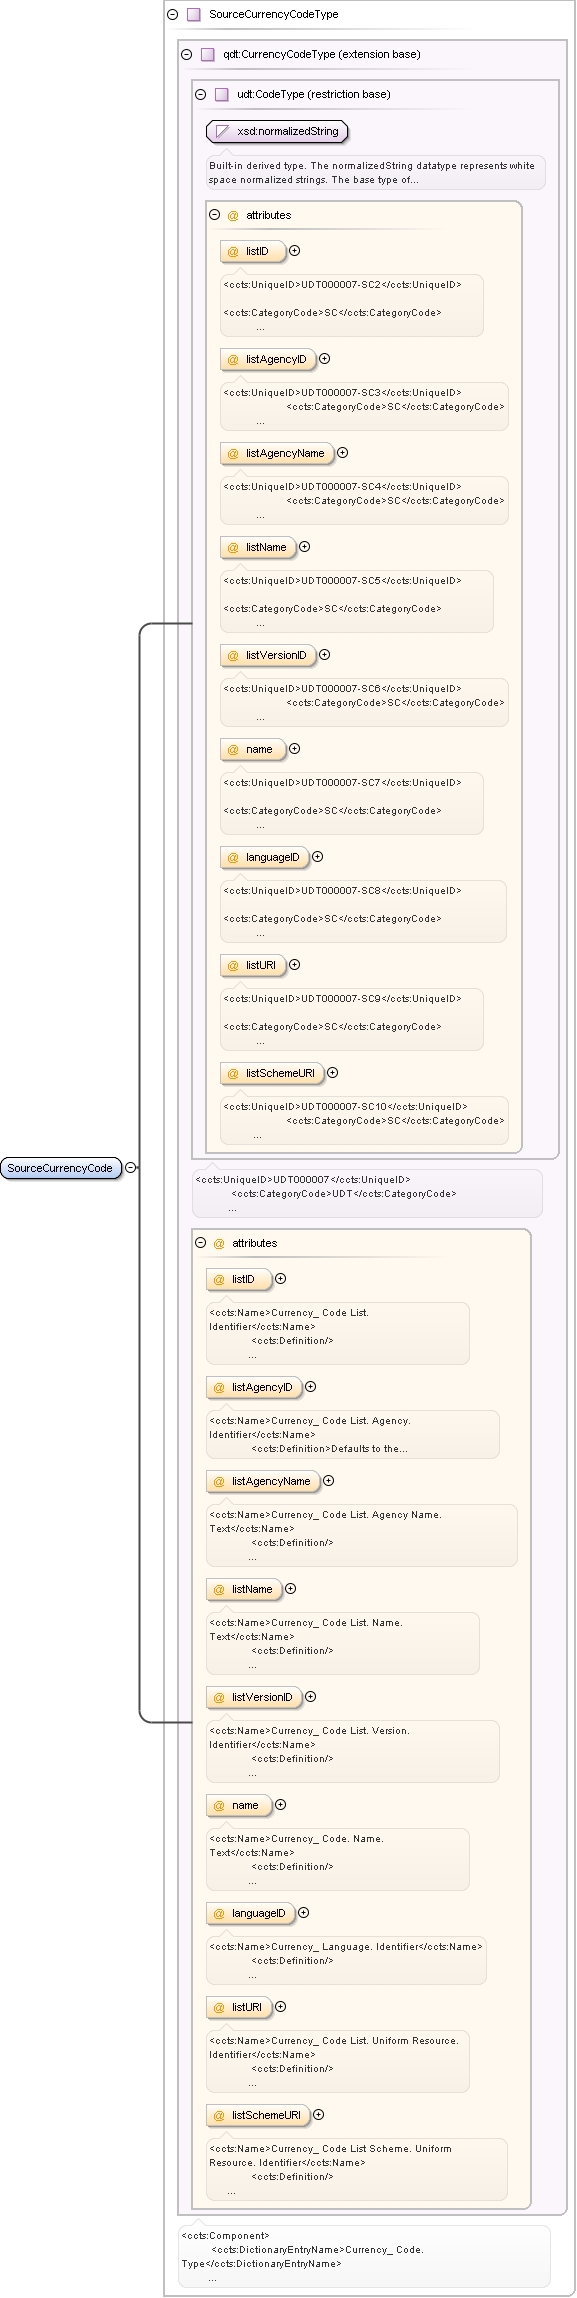 SourceCurrencyCodeType
qdt:CurrencyCodeType (extension base)
udt:CodeType (restriction base)
xsd:normalizedString
Built-in derived type. The normalizedString datatype represents white
space normalized strings. The base type of...
@ attributes
@ listID
<ccts:UniqueID>UDT000007-SC2</ccts:UniqueID>
<ccts:CategoryCode>SC</ccts:CategoryCode>
...
@ listAgencyID
<ccts:UniqueID>UDT000007-SC3</ccts:UniqueID>
<ccts:CategoryCode>SC</ccts:CategoryCode>
...
@ listAgencyName
<ccts:UniqueID>UDT000007-SC4</ccts:UniqueID>
<ccts:CategoryCode>SC</ccts:CategoryCode>
...
@ listName
<ccts:UniqueID>UDT000007-SC5</ccts:UniqueID>
<ccts:CategoryCode>SC</ccts:CategoryCode>
...
@ listVersionID
<ccts:UniqueID>UDT000007-SC6</ccts:UniqueID>
<ccts:CategoryCode>SC</ccts:CategoryCode>
...
@ name
<ccts:UniqueID>UDT000007-SC7</ccts:UniqueID>
<ccts:CategoryCode>SC</ccts:CategoryCode>
...
@ languageID
<ccts:UniqueID>UDT000007-SC8</ccts:UniqueID>
<ccts:CategoryCode>SC</ccts:CategoryCode>
...
@ listURI
<ccts:UniqueID>UDT000007-SC9</ccts:UniqueID>
<ccts:CategoryCode>SC</ccts:CategoryCode>
...
@ listSchemeURI
<ccts:UniqueID>UDT000007-SC10</ccts:UniqueID>
<ccts:CategoryCode>SC</ccts:CategoryCode>
...
SourceCurrencyCode
<ccts:UniqueID>UDT000007</ccts:UniqueID>
<ccts:CategoryCode>UDT</ccts:CategoryCode>
...
@ attributes
@ listID
<ccts:Name>Currency_ Code List.
Identifier</ccts:Name>
<ccts:Definition/>
...
@ listAgencyID
<ccts:Name>Currency_ Code List. Agency.
Identifier</ccts:Name>
<ccts:Definition>Defaults to the...
@ listAgencyName
<ccts:Name>Currency_ Code List. Agency Name.
Text</ccts:Name>
<ccts:Definition/>
...
@ listName
<ccts:Name>Currency_ Code List. Name.
Text</ccts:Name>
<ccts:Definition/>
...
@ listVersionID
<ccts:Name>Currency_ Code List. Version.
Identifier</ccts:Name>
<ccts:Definition/>
...
@ name
<ccts:Name>Currency_ Code. Name.
Text</ccts:Name>
<ccts:Definition/>
...
@ languageID
<ccts:Name>Currency_ Language. Identifier</ccts:Name>
<ccts:Definition/>
...
@ listURI
<ccts:Name>Currency_ Code List. Uniform Resource.
Identifier</ccts:Name>
<ccts:Definition/>
...
@ listSchemeURI
<ccts:Name>Currency_ Code List Scheme. Uniform
Resource. Identifier</ccts:Name>
<ccts:Definition/>
...
<ccts:Component>
<ccts:DictionaryEntryName>Currency_ Code.
Type</ccts:DictionaryEntryName>
...